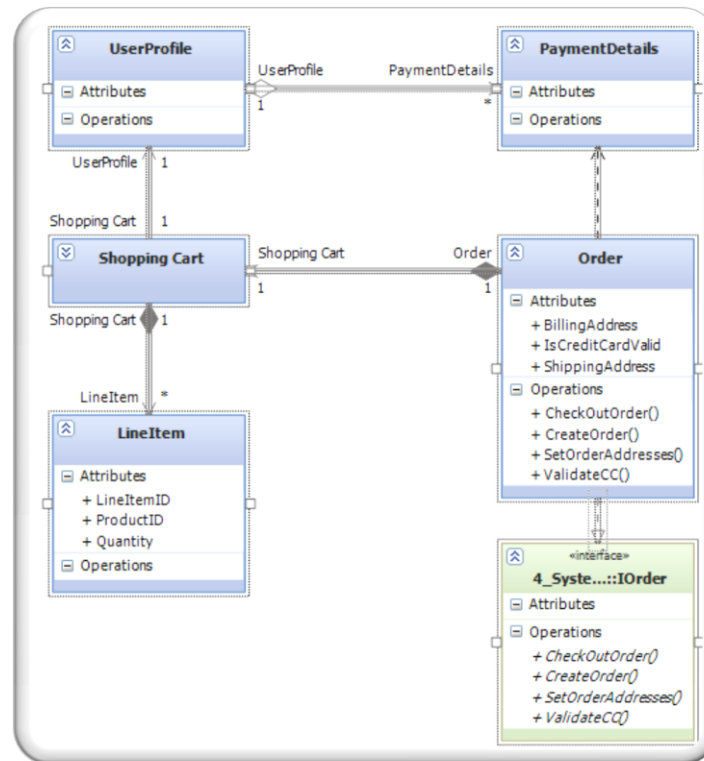 UserProfile
Attributes
Operations
UserProfile
PaymentDetails
1
*
PaymentDetails
Attributes
Operations
UserProfile 1
Shopping Cart 1
Shopping Cart
Shopping Cart
Order
1
1
Order
Attributes
+ BillingAddress
+ IsCreditCardValid
+ ShippingAddress
Operations
+ CheckOutOrder()
+ CreateOrder()
+ SetOrderAddresses()
+ ValidateCC()
Shopping Cart 1
LineItem *
LineItem
Attributes
+ LineItemID
+ ProductID
+ Quantity
Operations
«interface»
4_Syste...::IOrder
Attributes
Operations
+ CheckOutOrder()
+ CreateOrder()
+ SetOrderAddresses()
+ ValidateCC()